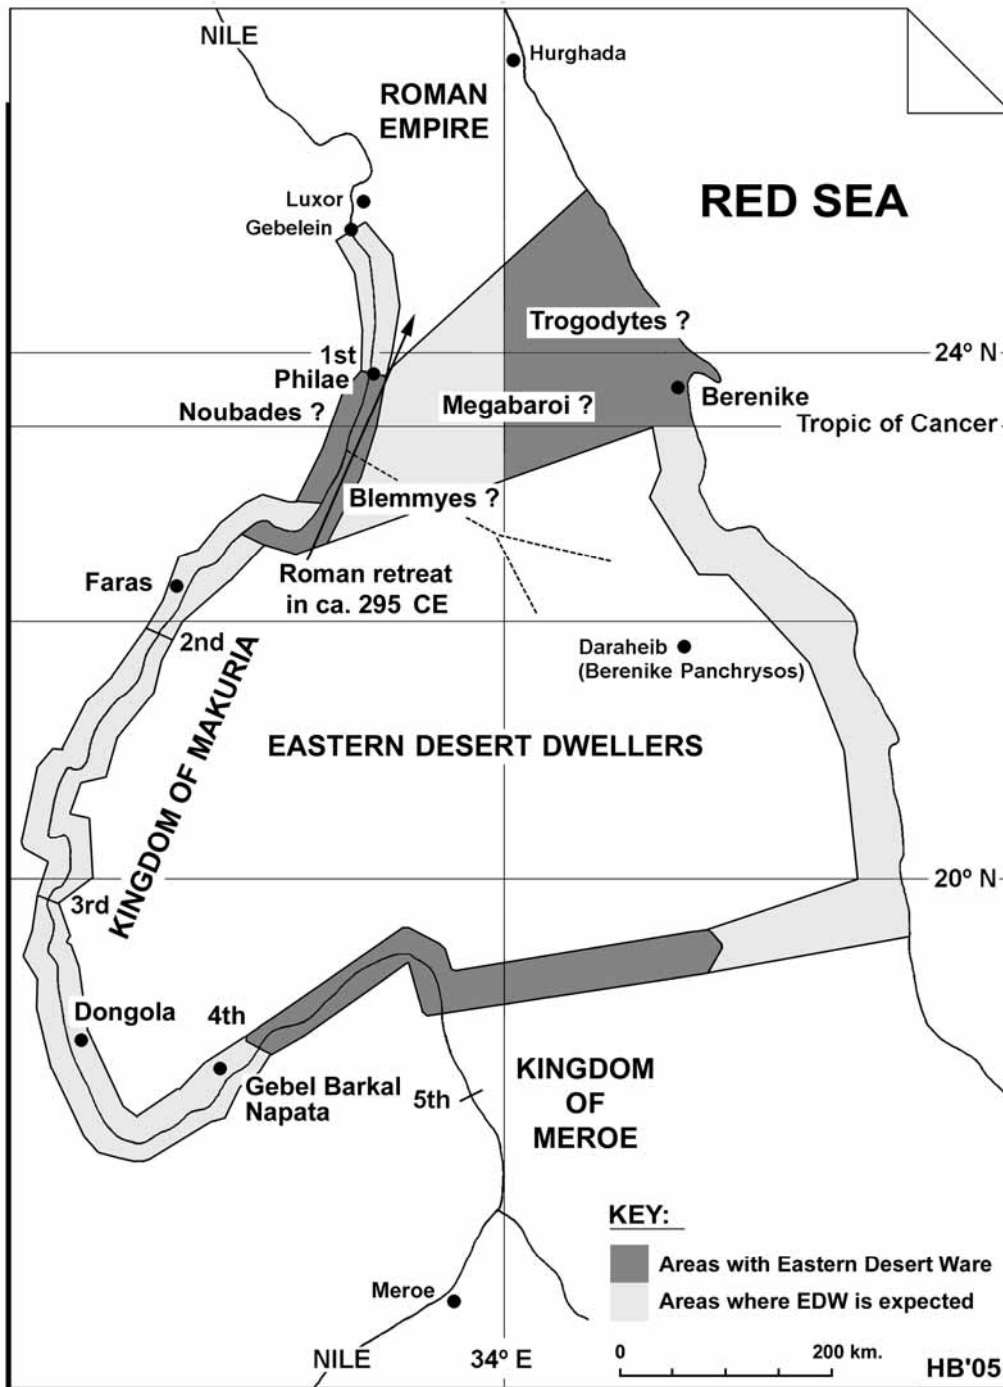 NILE
Hurghada
ROMAN
EMPIRE
RED SEA
Luxor
Gebelein
Trogodytes ?
1st
24º N
Philae
Berenike
Noubades ?
Megabaroi ?
Tropic of Cancer
Blemmyes ?
Roman retreat
in ca. 295 CE
Faras
2nd
Daraheib
(Berenike Panchrysos)
KINGDOM OF MAKURIA
EASTERN DESERT DWELLERS
20º N
3rd
Dongola
4th
Gebel Barkal
Napata
5th
KINGDOM
OF
MEROE
KEY:
Areas with Eastern Desert Ware
Areas where EDW is expected
Meroe
NILE
34º E
0 200 km.
HB'05